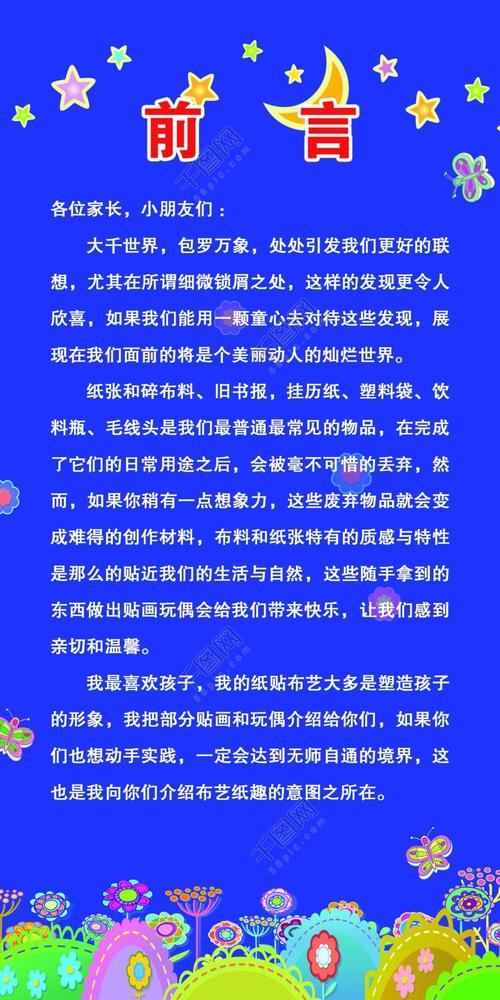 前言
各位家长，小朋友们：
大千世界，包罗万象，处处引发我们更好的联
想，尤其在所谓细微锁屑之处，这样的发现更令人
欣喜，如果我们能用一颗童心去对待这些发现，展
现在我们面前的将是个美丽动人的灿烂世界。
纸张和碎布料、旧书报，挂历纸、塑料袋、饮
料瓶、毛线头是我们最普通最常见的物品，在完成
了它们的日常用途之后，会被毫不可惜的丢弃，然
而，如果你稍有一点想象力，这些废弃物品就会变
成难得的创作材料，布料和纸张特有的质感与特性
是那么的贴近我们的生活与自然，这些随手拿到的
东西做出贴画玩偶会给我们带来快乐，让我们感到
亲切和温馨。
我最喜欢孩子，我的纸贴布艺大多是塑造孩子
的形象，我把部分贴画和玩偶介绍给你们，如果你
们也想动手实践，一定会达到无师自通的境界，这
也是我向你们介绍布艺纸趣的意图之所在。
千图网
58pic.com